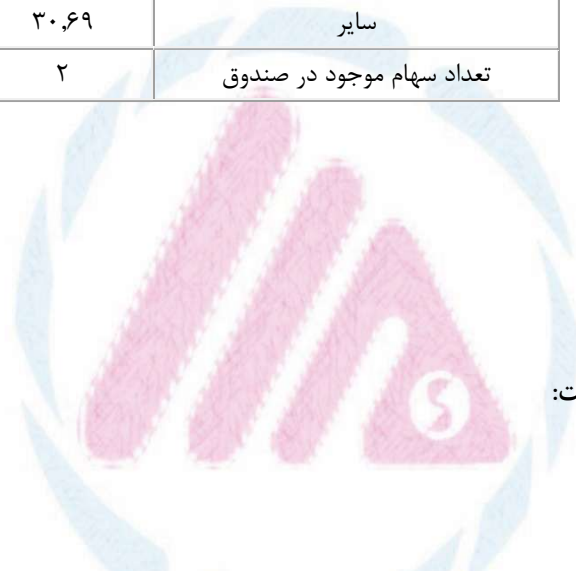 سایر ۳۰,۶۹
تعداد سهام موجود در صندوق ۲
ت: